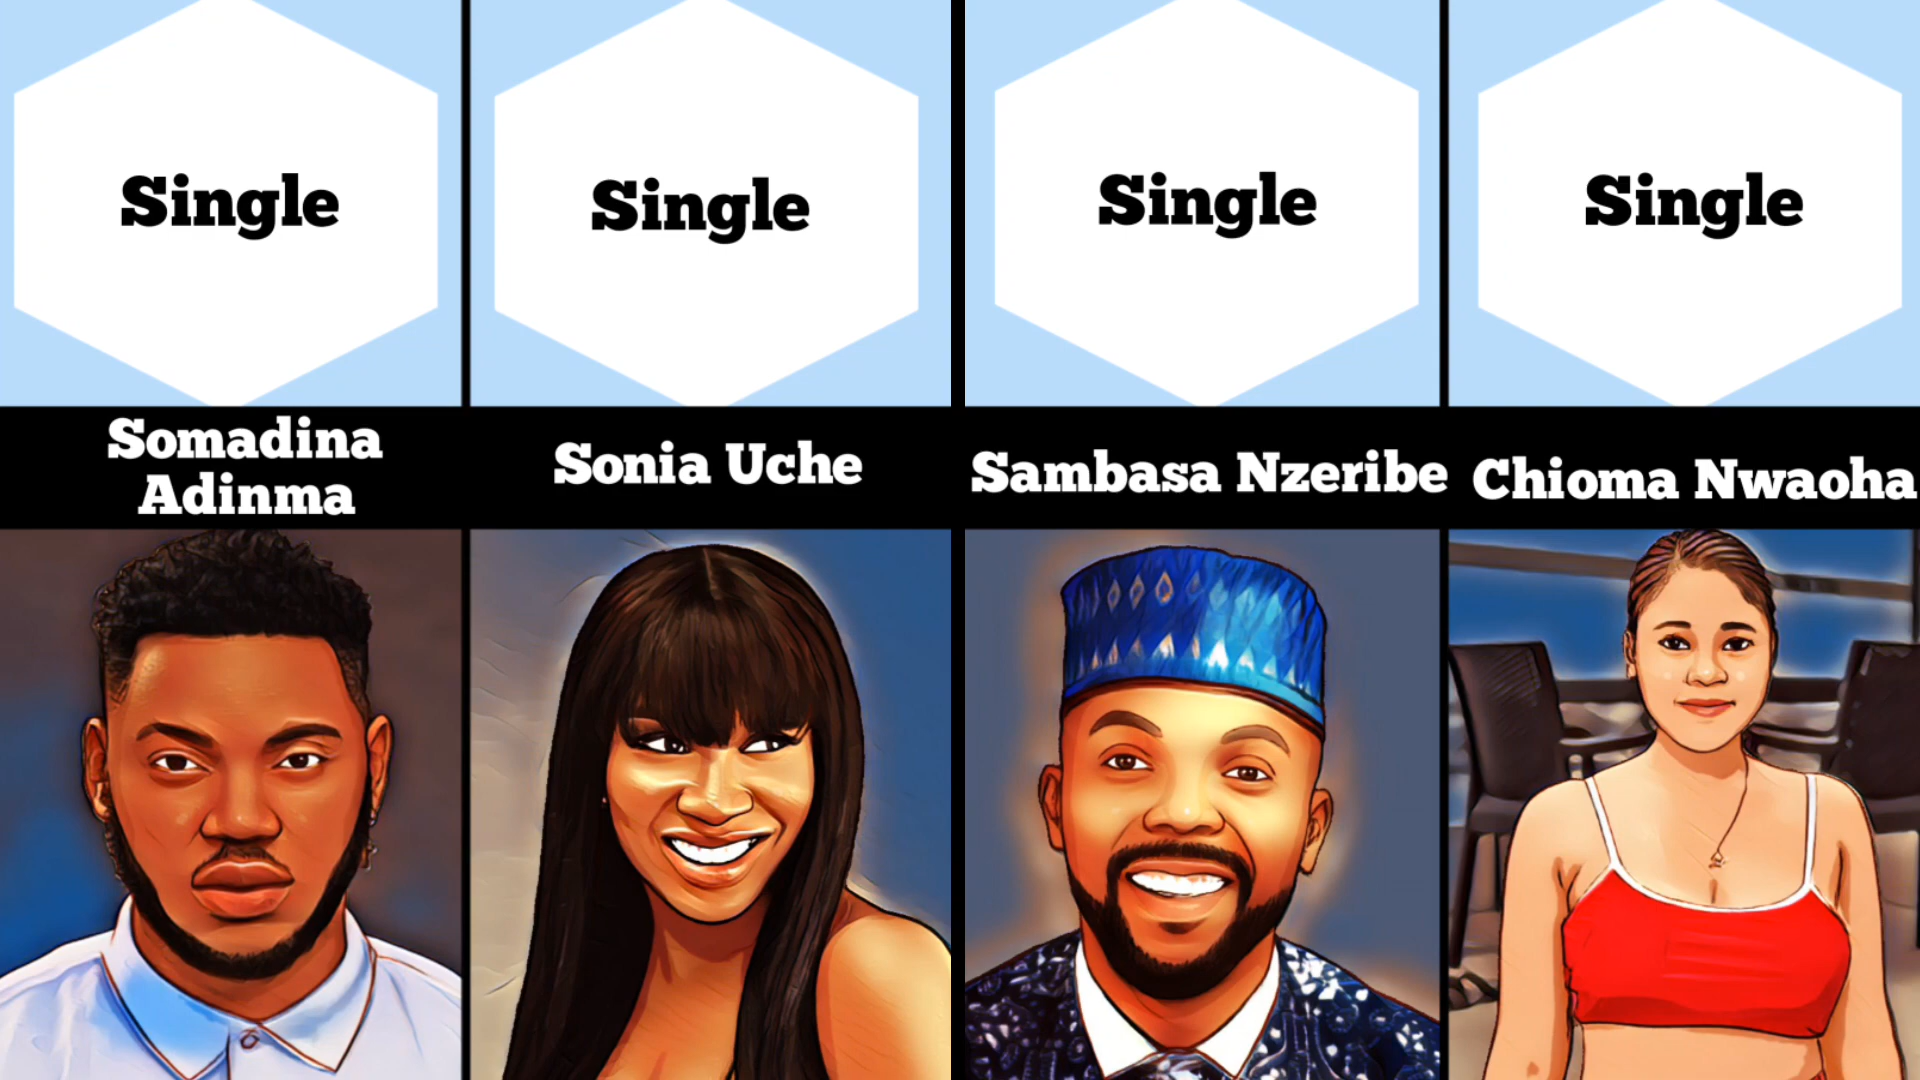 Single
Single
Single
Single
Somadina
Adinma
Sonia Uche
Sambasa Nzeribe
Chioma Nwaoha